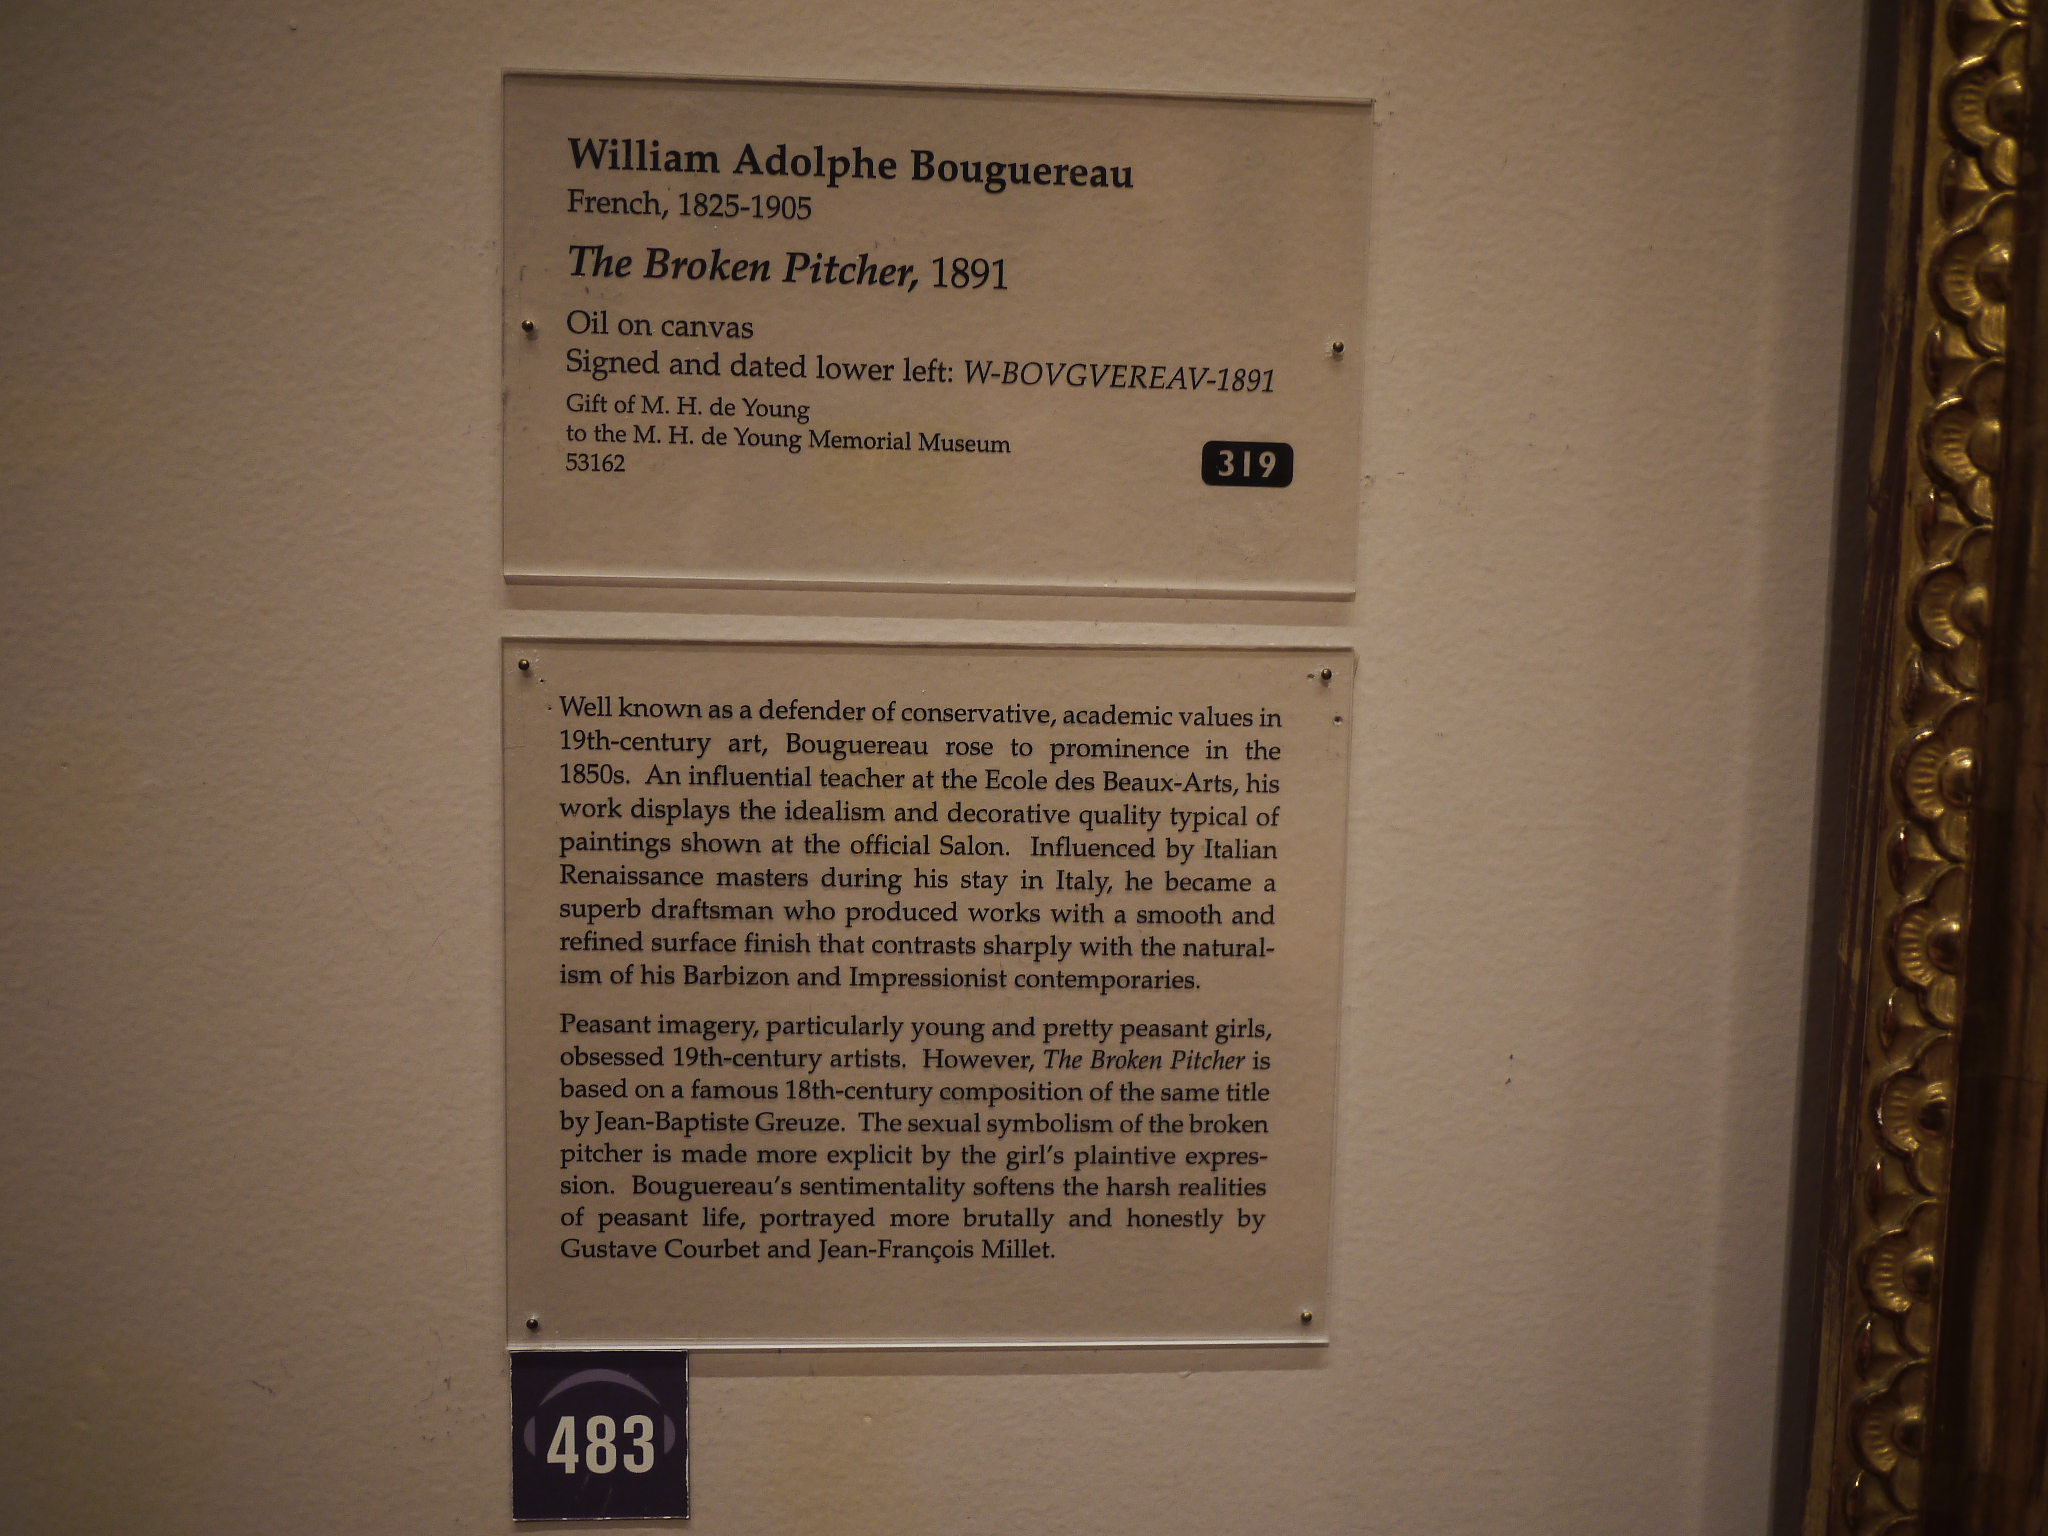 William Adolphe Bouguereau
French, 1825-1905
The Broken Pitcher, 1891
Oil on canvas
Signed and dated lower left: W-BOVGVEREAV-1891
Gift of M. H. de Young
to the M. H. de Young Memorial Museum
53162
319
Well known as a defender of conservative, academic values in
19th-century art, Bouguereau rose to prominence in the
1850s. An influential teacher at the Ecole des Beaux-Arts, his
work displays the idealism and decorative quality typical of
paintings shown at the official Salon. Influenced by Italian
Renaissance masters during his stay in Italy, he became a
superb draftsman who produced works with a smooth and
refined surface finish that contrasts sharply with the natural-
ism of his Barbizon and Impressionist contemporaries.
Peasant imagery, particularly young and pretty peasant girls,
obsessed 19th-century artists. However, The Broken Pitcher is
based on a famous 18th-century composition of the same title
by Jean-Baptiste Greuze. The sexual symbolism of the broken
pitcher is made more explicit by the girl's plaintive expres-
sion. Bouguereau's sentimentality softens the harsh realities
of peasant life, portrayed more brutally and honestly by
Gustave Courbet and Jean-François Millet.
483